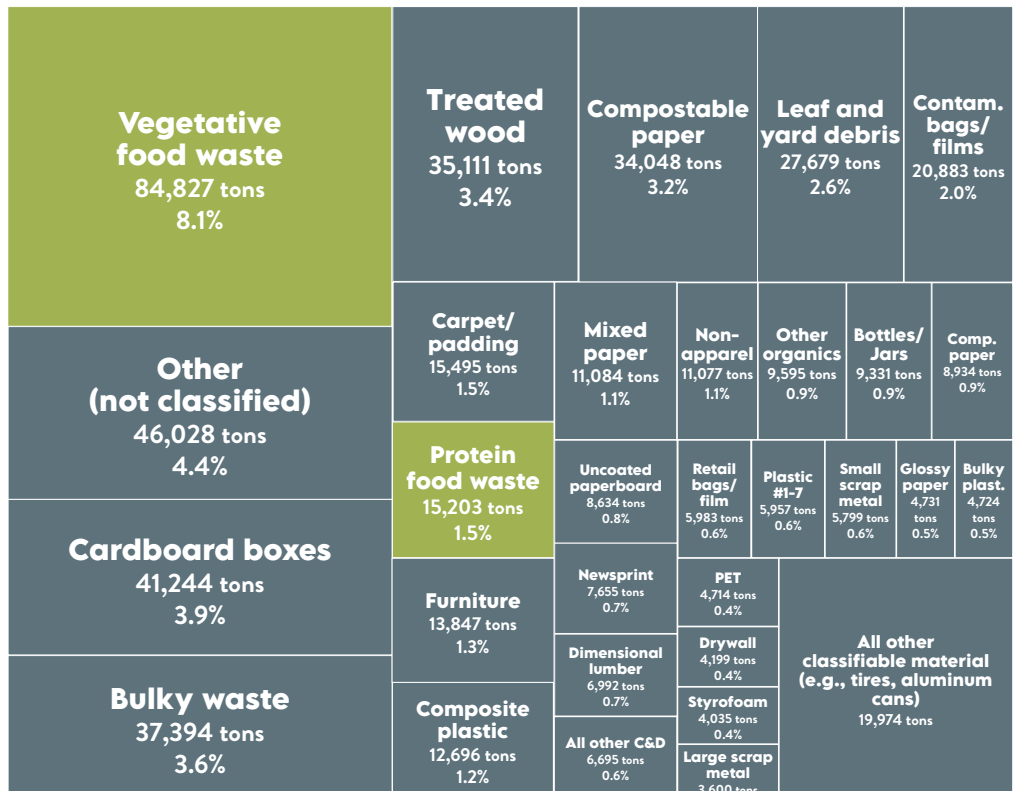 Vegetative
food waste
84,827 tons
8.1%
Other
(not classified)
46,028 tons
4.4%
Cardboard boxes
41,244 tons
3.9%
Bulky waste
37,394 tons
3.6%
Treated
wood
35,111 tons
3.4%
Compostable
paper
34,048 tons
3.2%
Leaf and
yard debris
27,679 tons
2.6%
Contam.
bags/
films
20,883 tons
2.0%
Carpet/
padding
15,495 tons
1.5%
Protein
food waste
15,203 tons
1.5%
Furniture
13,847 tons
1.3%
Composite
plastic
12,696 tons
1.2%
Mixed
paper
11,084 tons
1.1%
Non-
apparel
11,077 tons
1.1%
Other
organics
9,595 tons
0.9%
Bottles/
Jars
9,331 tons
0.9%
Comp.
paper
8,934 tons
0.9%
Uncoated
paperboard
8,634 tons
0.8%
Newsprint
7,655 tons
0.7%
Dimensional
lumber
6,992 tons
0.7%
All other C&D
6,695 tons
0.6%
Retail
bags/
film
5,983 tons
0.6%
Plastic
#1-7
5,957 tons
0.6%
Small
scrap
metal
5,799 tons
0.6%
Glossy
paper
4,731
tons
0.5%
Bulky
plast.
4,724
tons
0.5%
PET
4,714 tons
0.4%
Drywall
4,199 tons
0.4%
Styrofoam
4,035 tons
0.4%
Large scrap
metal
3,600 tons
All other
classifiable material
(e.g., tires, aluminum
cans)
19,974 tons